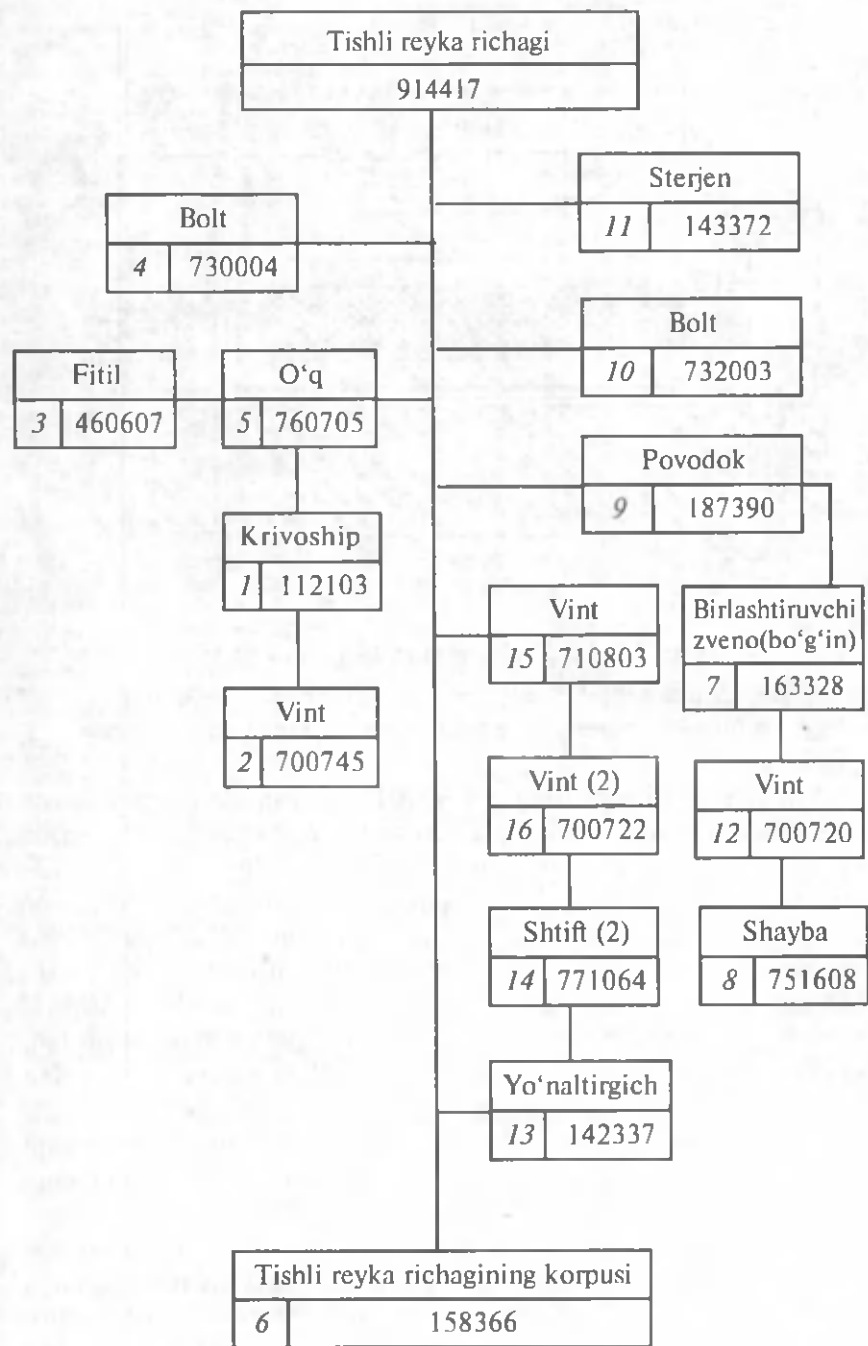 Tishli reyka richagi
914417
Sterjen
11 143372
Bolt
4 730004
Bolt
10 732003
Fitil
3 460607
O‘q
5 760705
Povodok
9 187390
Krivoship
1 112103
Vint
15 710803
Birlashtiruvchi
zveno(bo‘g‘in)
7 163328
Vint
2 700745
Vint (2)
16 700722
Vint
12 700720
Shtift (2)
14 771064
Shayba
8 751608
Yo‘naltirgich
13 142337
Tishli reyka richagining korpusi
6 158366